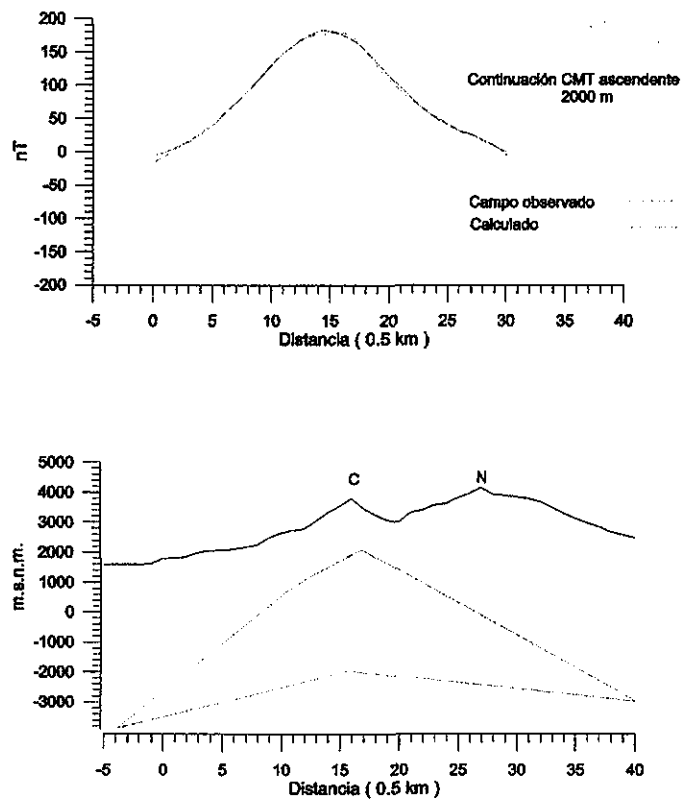 200
150
100
50
0
-50
-100
-150
-200
nT
-5 0 5 10 15 20 25 30 35 40
Distancia ( 0.5 km )
Continuación CMT ascendente
2000 m
Campo observado
Calculado
5000
4000
3000
2000
1000
0
-1000
-2000
-3000
m.s.n.m.
C N
-5 0 5 10 15 20 25 30 35 40
Distancia ( 0.5 km )